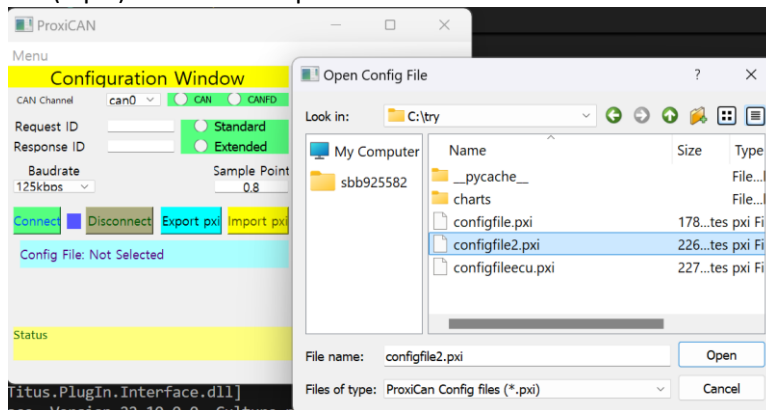 ProxiCAN
Menu
Configuration Window
CAN Channel can0 CAN CANFD
Request ID Standard
Response ID Extended
Baudrate Sample Point
125kbps 0.8
Connect Disconnect Export pxi Import pxi
Config File: Not Selected
Status
Open Config File ?
Look in: C:\try
My Computer
sbb925582
Name Size Type
__pycache__ File...
charts File...
configfile.pxi 178...tes pxi Fi
configfile2.pxi 226...tes pxi Fi
configfileecu.pxi 227...tes pxi Fi
File name: configfile2.pxi Open
Files of type: ProxiCan Config files (*.pxi) Cancel
Titus.PlugIn.Interface.dll]